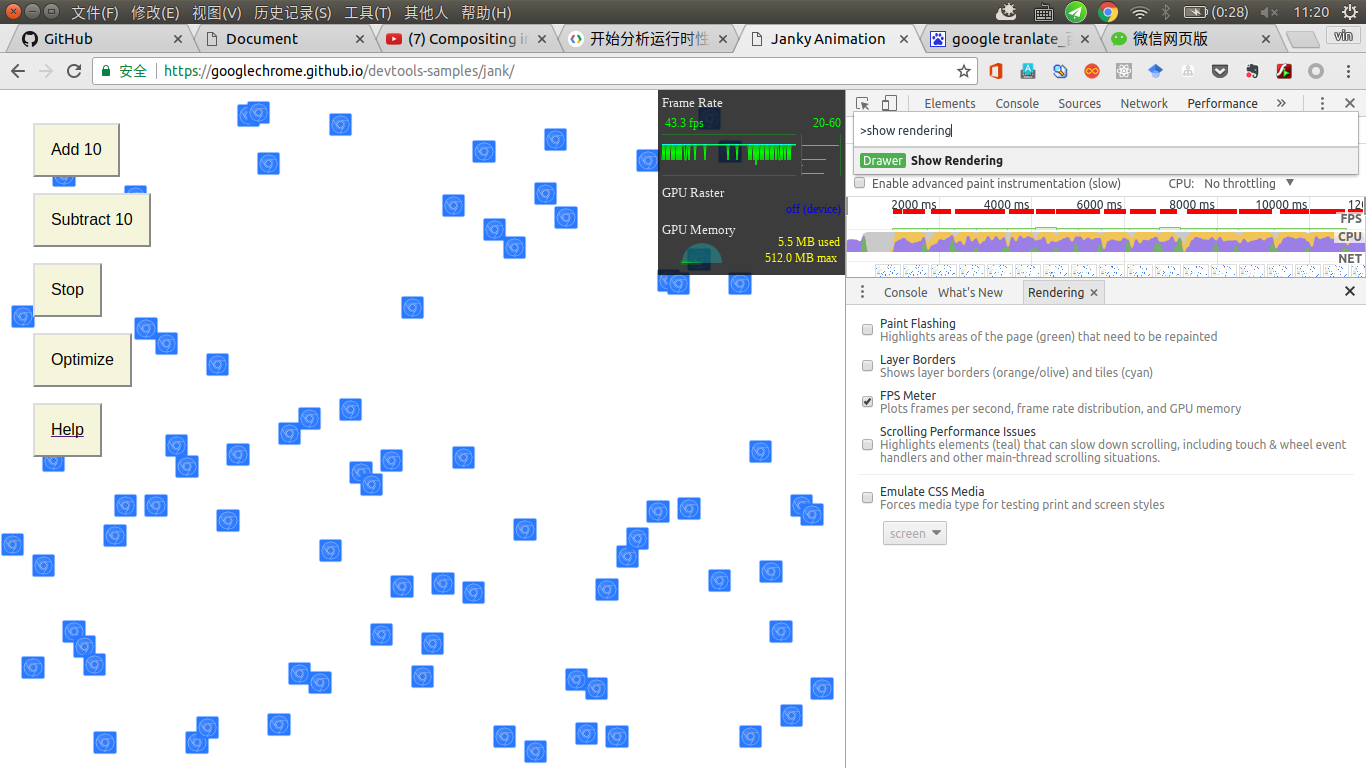 文件(F) 修改(E) 视图(V) 历史记录(S) 工具(T) 其他人 帮助(H) (0:28) 11:20
GitHub Document (7) Compositing in 开始分析运行时性 Janky Animation google tranlate_ 微信网页版 vin
安全 https://googlechrome.github.io/devtools-samples/jank/
Add 10
Subtract 10
Stop
Optimize
Help
Frame Rate
43.3 fps 20-60
GPU Raster
off (device)
GPU Memory
5.5 MB used
512.0 MB max
Elements Console Sources Network Performance »
>show rendering
Drawer Show Rendering
Enable advanced paint instrumentation (slow) CPU: No throttling
2000 ms 4000 ms 6000 ms 8000 ms 10000 ms
FPS
CPU
NET
Console What's New Rendering
Paint Flashing
Highlights areas of the page (green) that need to be repainted
Layer Borders
Shows layer borders (orange/olive) and tiles (cyan)
FPS Meter
Plots frames per second, frame rate distribution, and GPU memory
Scrolling Performance Issues
Highlights elements (teal) that can slow down scrolling, including touch & wheel event
handlers and other main-thread scrolling situations.
Emulate CSS Media
Forces media type for testing print and screen styles
screen